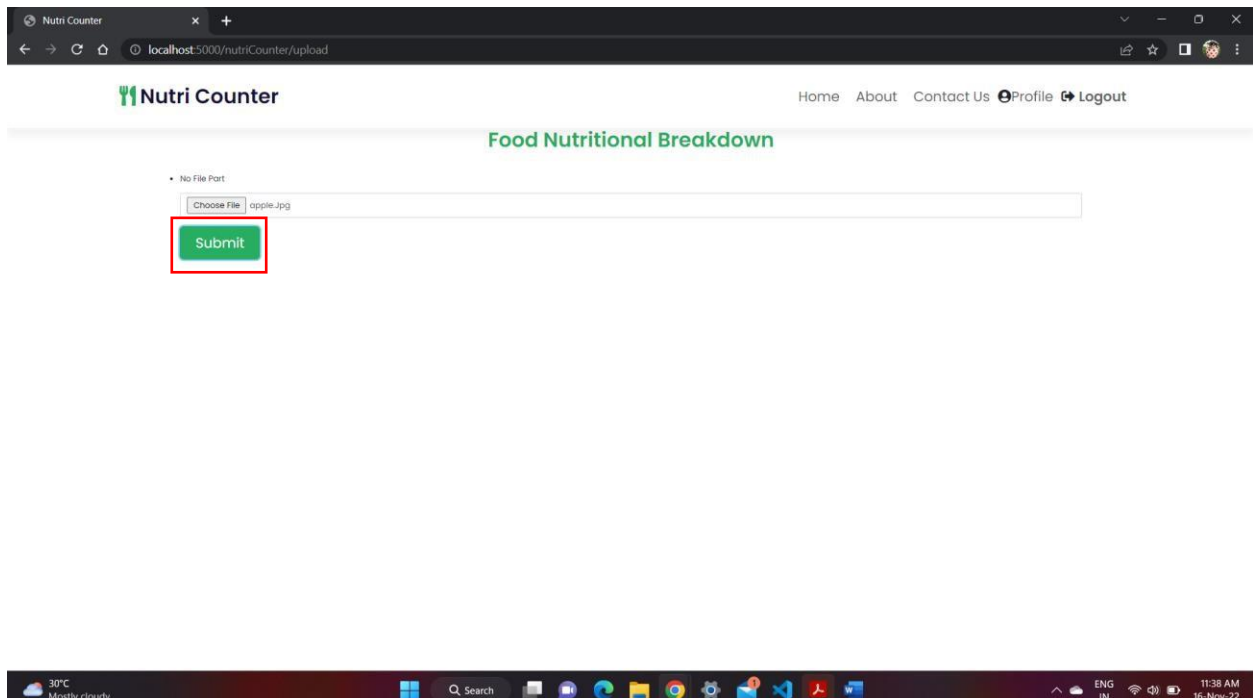 Nutri Counter
localhost:5000/nutriCounter/upload
Nutri Counter
Home About Contact Us Profile Logout
Food Nutritional Breakdown
• No File Part
Choose File apple.jpg
Submit
30°C
Mostly cloudy
Search
ENG
IN
11:38 AM
16-Nov-22